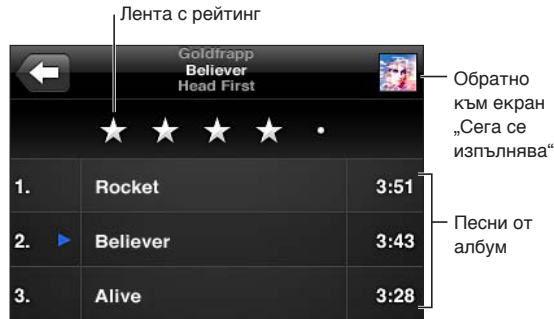 Лента с рейтинг
Goldfrapp
Believer
Head First
Обратно
към екран
„Сега се
изпълнява“
1. Rocket 3:51
2. Believer 3:43
3. Alive 3:28
Песни от
албум